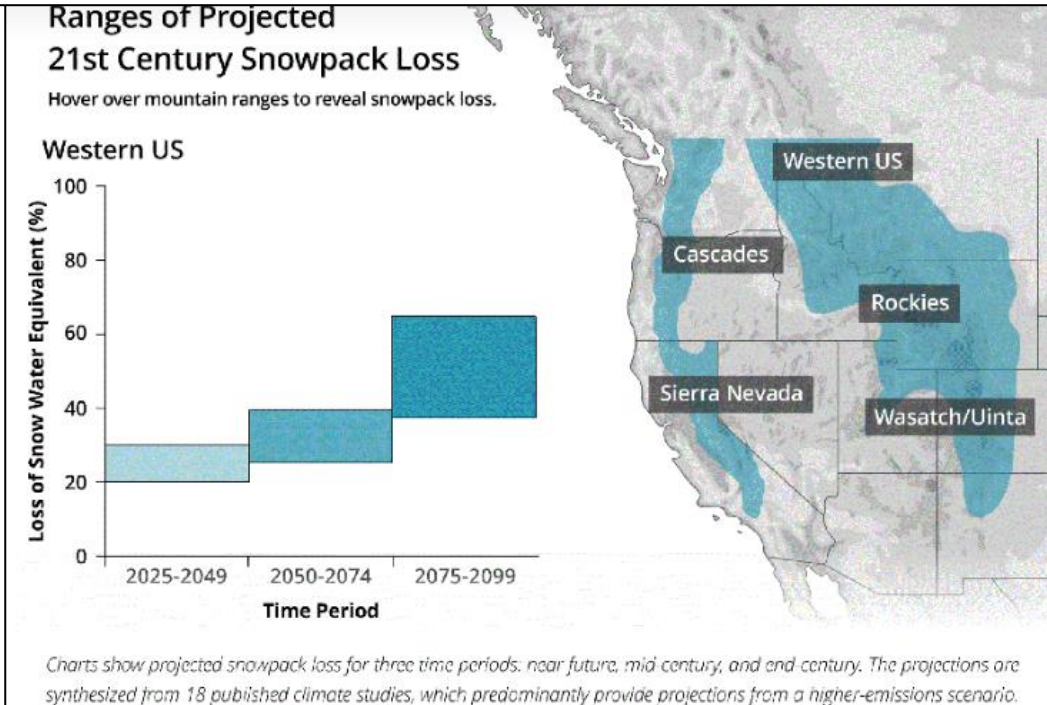 Ranges of Projected
21st Century Snowpack Loss
Hover over mountain ranges to reveal snowpack loss.
Western US
Loss of Snow Water Equivalent (%)
100
80
60
40
20
0
2025-2049
2050-2074
2075-2099
Time Period
Western US
Cascades
Rockies
Sierra Nevada
Wasatch/Uinta
Charts show projected snowpack loss for three time periods: near future, mid-century, and end-century. The projections are
synthesized from 18 published climate studies, which predominantly provide projections from a higher-emissions scenario.